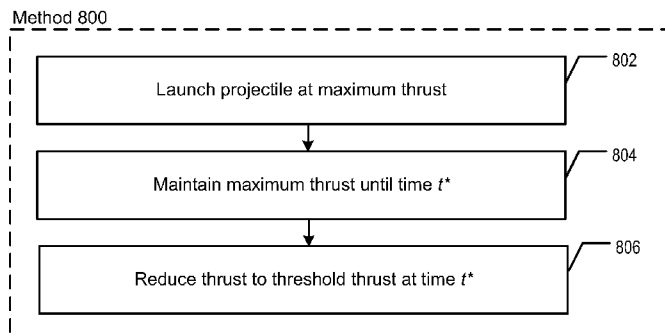 Method 800
802
Launch projectile at maximum thrust
804
Maintain maximum thrust until time t*
806
Reduce thrust to threshold thrust at time t*